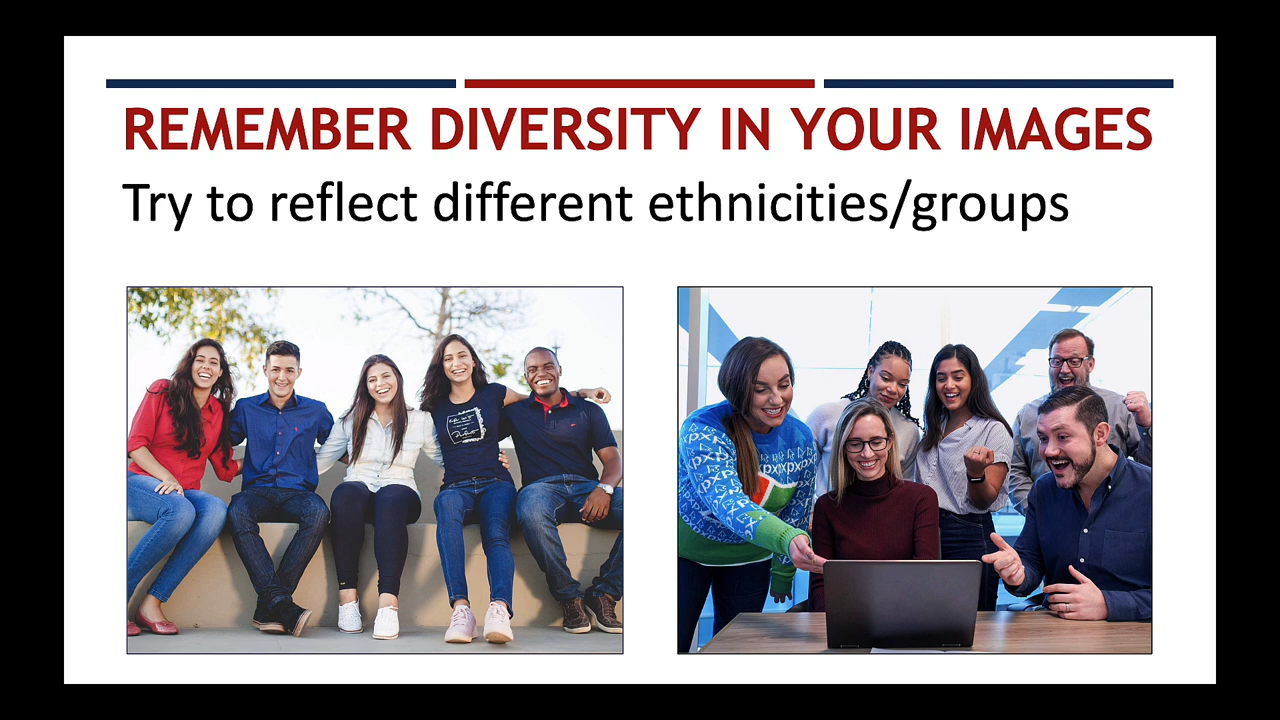 REMEMBER DIVERSITY IN YOUR IMAGES
Try to reflect different ethnicities/groups